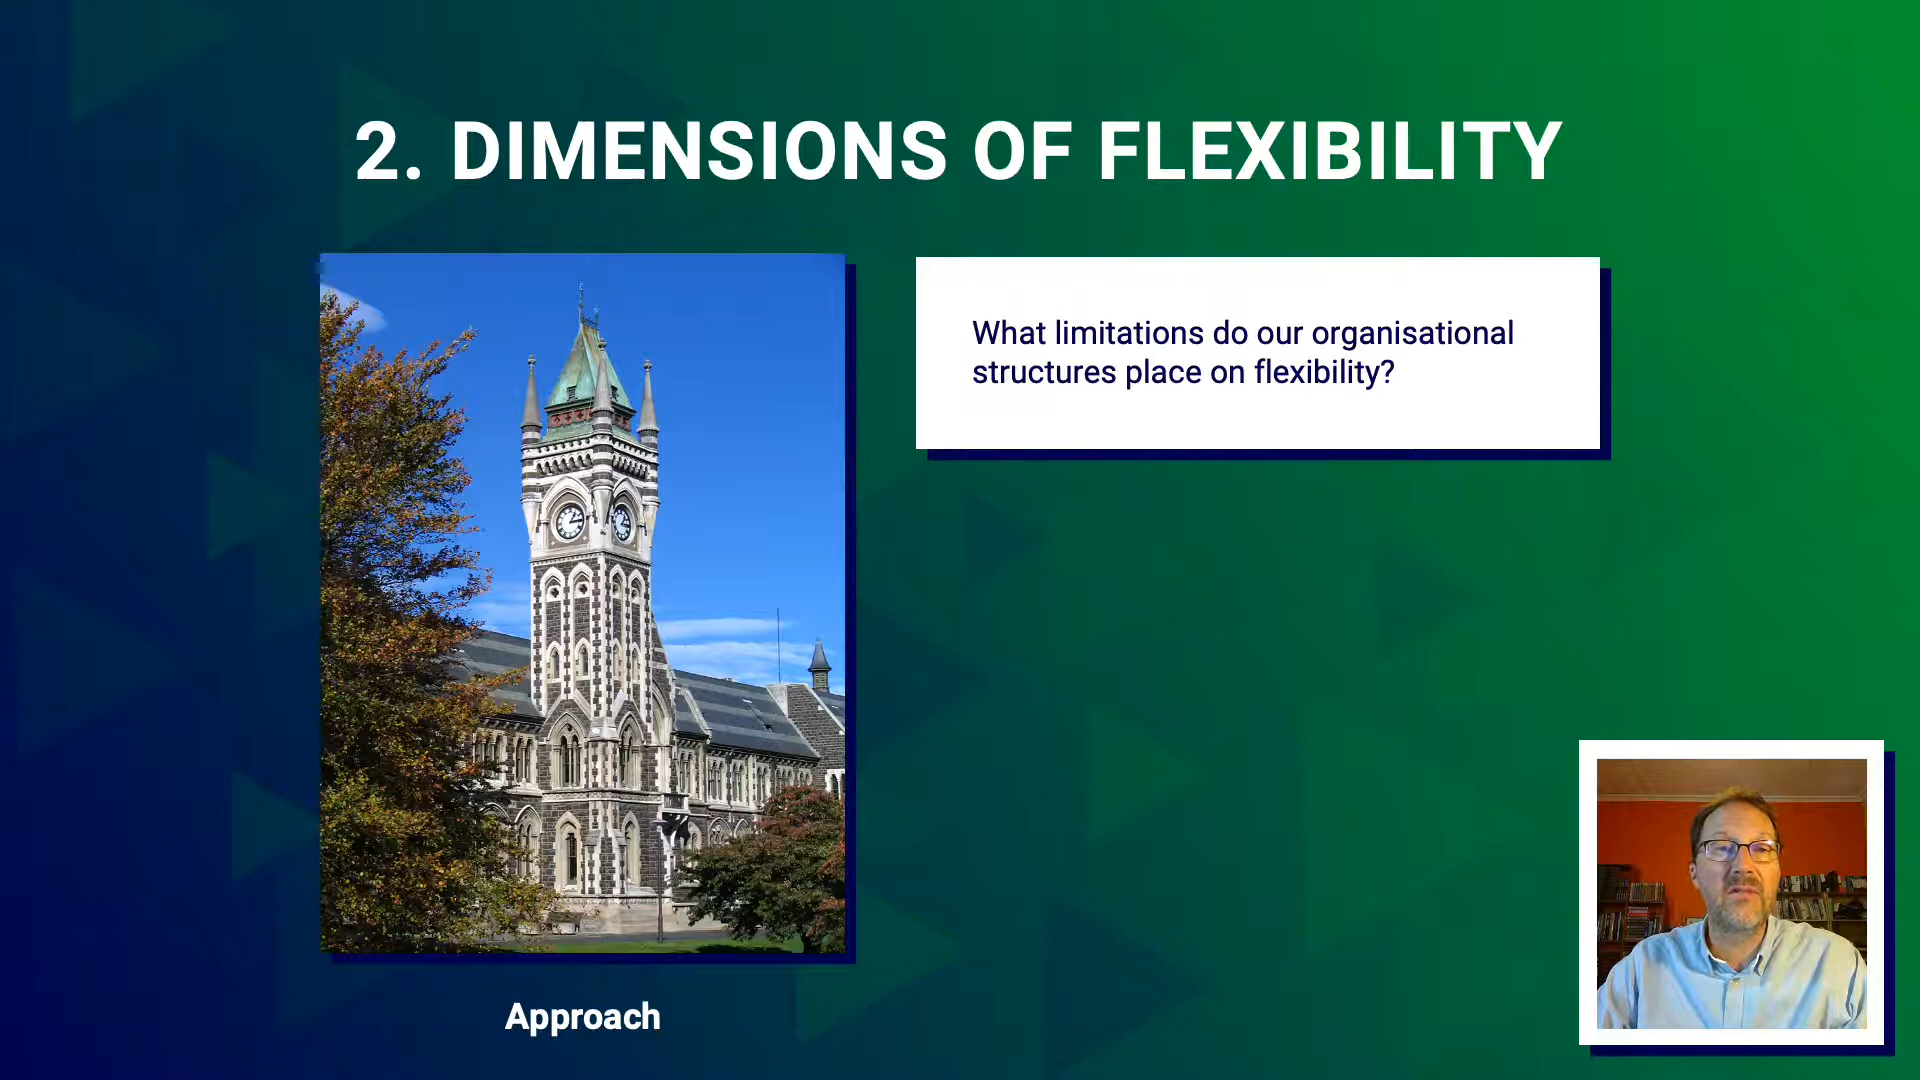 2. DIMENSIONS OF FLEXIBILITY
What limitations do our organisational
structures place on flexibility?
Approach